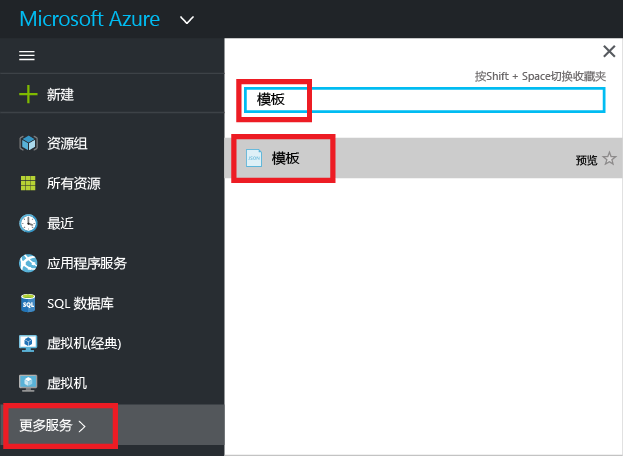 Microsoft Azure
新建
资源组
所有资源
最近
应用程序服务
SQL 数据库
虚拟机(经典)
虚拟机
更多服务
按Shift + Space切换收藏夹
模板
模板
预览